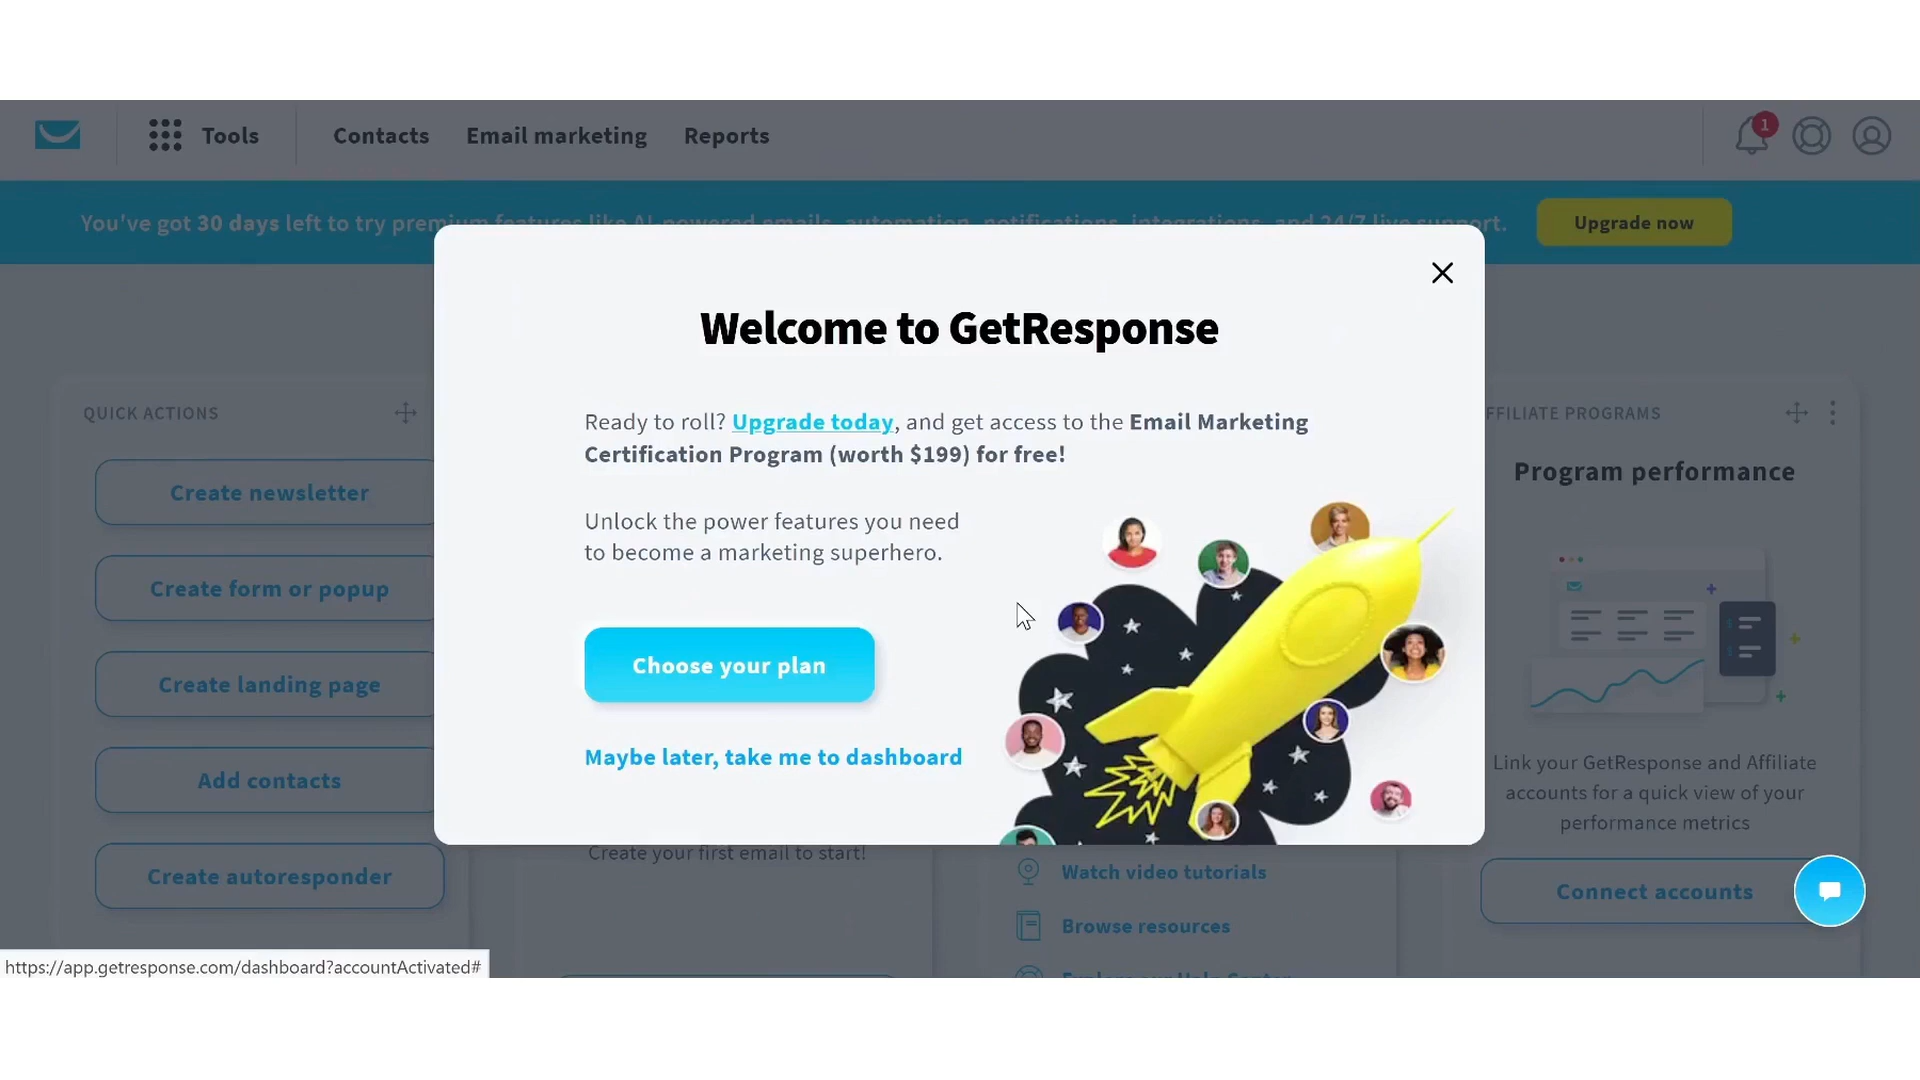 Tools
Contacts
Email marketing
Reports
1
You've got 30 days left to try premium features like AI-powered emails, automation, notifications, integrations, and 24/7 live support.
Upgrade now
Welcome to GetResponse
Ready to roll? Upgrade today, and get access to the Email Marketing
Certification Program (worth $199) for free!
Unlock the power features you need
to become a marketing superhero.
Choose your plan
Maybe later, take me to dashboard
QUICK ACTIONS
Create newsletter
Create form or popup
Create landing page
Add contacts
Create autoresponder
Create your first email to start!
Watch video tutorials
Browse resources
Explore our Help Center
FFILIATE PROGRAMS
Program performance
Link your GetResponse and Affiliate
accounts for a quick view of your
performance metrics
Connect accounts
https://app.getresponse.com/dashboard?accountActivated#